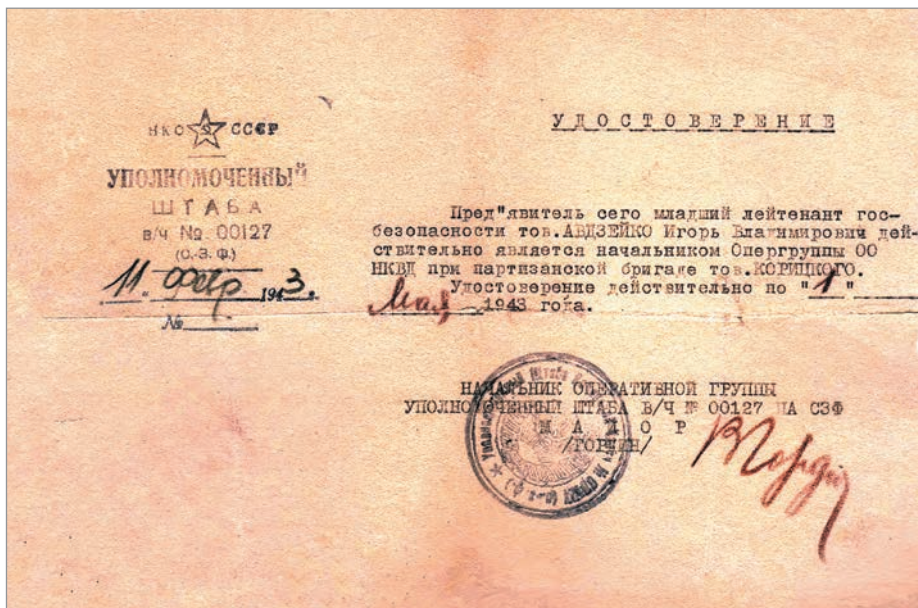 НКО СССР
УПОЛНОМОЧЕННЫЙ
ШТАБА
в/ч № 00127
(С.-З. Ф.)
11. Февр 1943.
№
УДОСТОВЕРЕНИЕ
Пред"явитель сего младший лейтенант гос-
безопасности тов.АВДЗЕЙКО Игорь Владимирович дей-
ствительно является начальником Опергруппы ОО
НКВД при партизанской бригаде тов.КОРИЦКОГО.
Удостоверение действительно по "1"
Мая 1943 года.
НАЧАЛЬНИК ОПЕРАТИВНОЙ ГРУППЫ
УПОЛНОМОЧЕННЫЙ ШТАБА В/Ч № 00127 НА СЗФ
МАЙОР